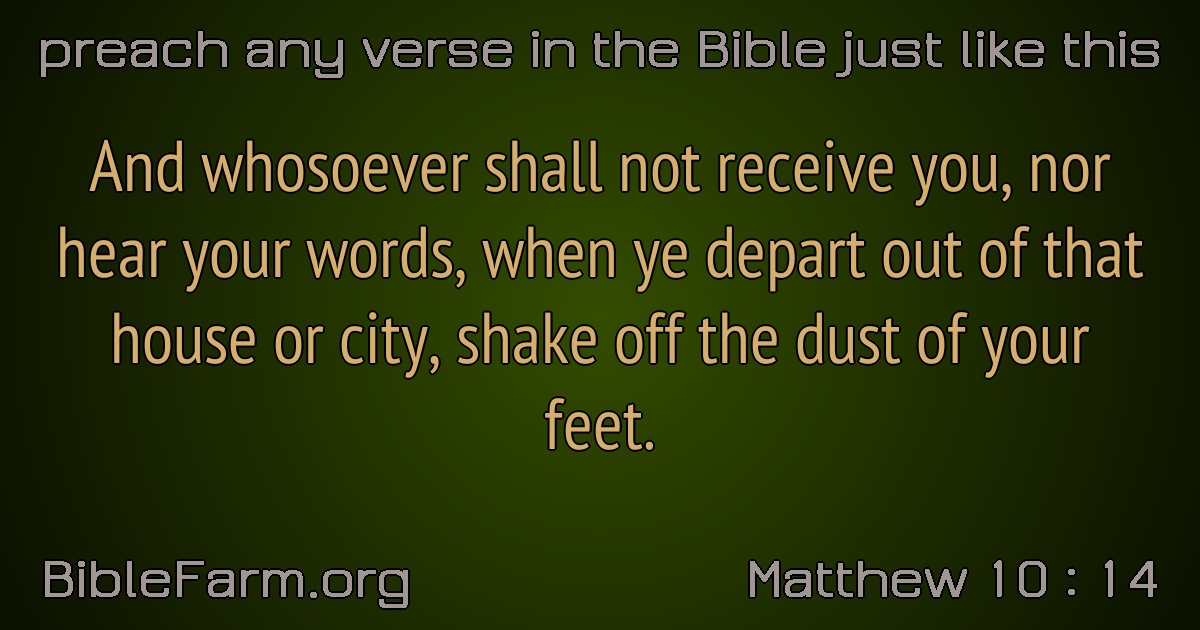 preach any verse in the Bible just like this
And whosoever shall not receive you, nor
hear your words, when ye depart out of that
house or city, shake off the dust of your
feet.
BibleFarm.org
Matthew 10 : 14